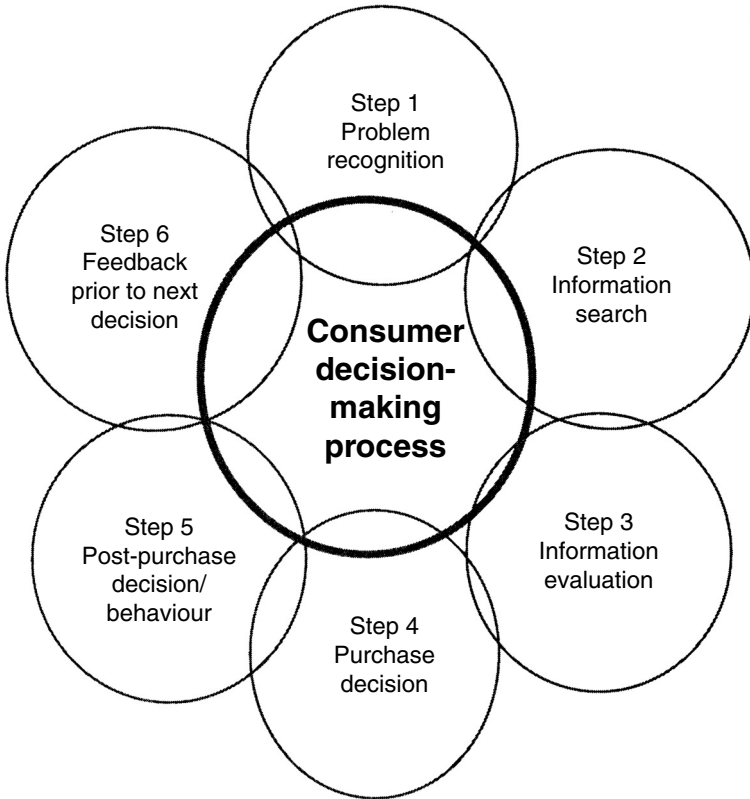 Step 1
Problem
recognition
Step 2
Information
search
Step 3
Information
evaluation
Step 4
Purchase
decision
Step 5
Post-purchase
decision/
behaviour
Step 6
Feedback
prior to next
decision
Consumer
decision-
making
process